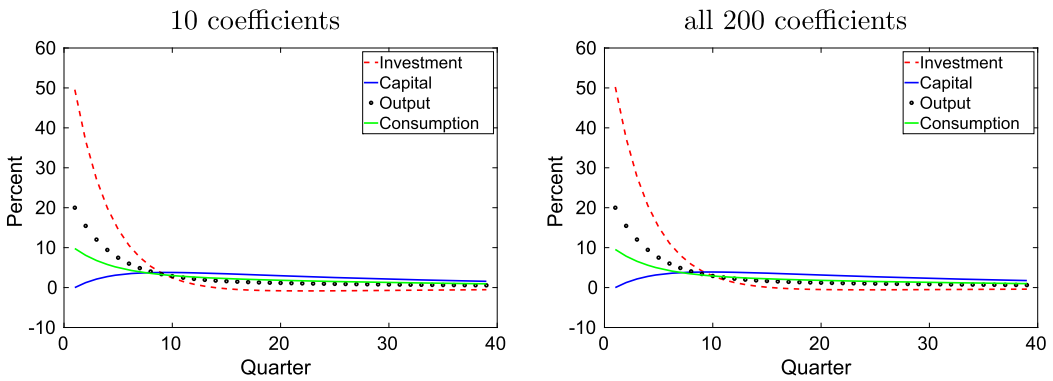 10 coefficients
60
50
40
30
20
10
0
-10
Percent
0 10 20 30 40
Quarter
Investment
Capital
Output
Consumption
all 200 coefficients
60
50
40
30
20
10
0
-10
Percent
0 10 20 30 40
Quarter
Investment
Capital
Output
Consumption